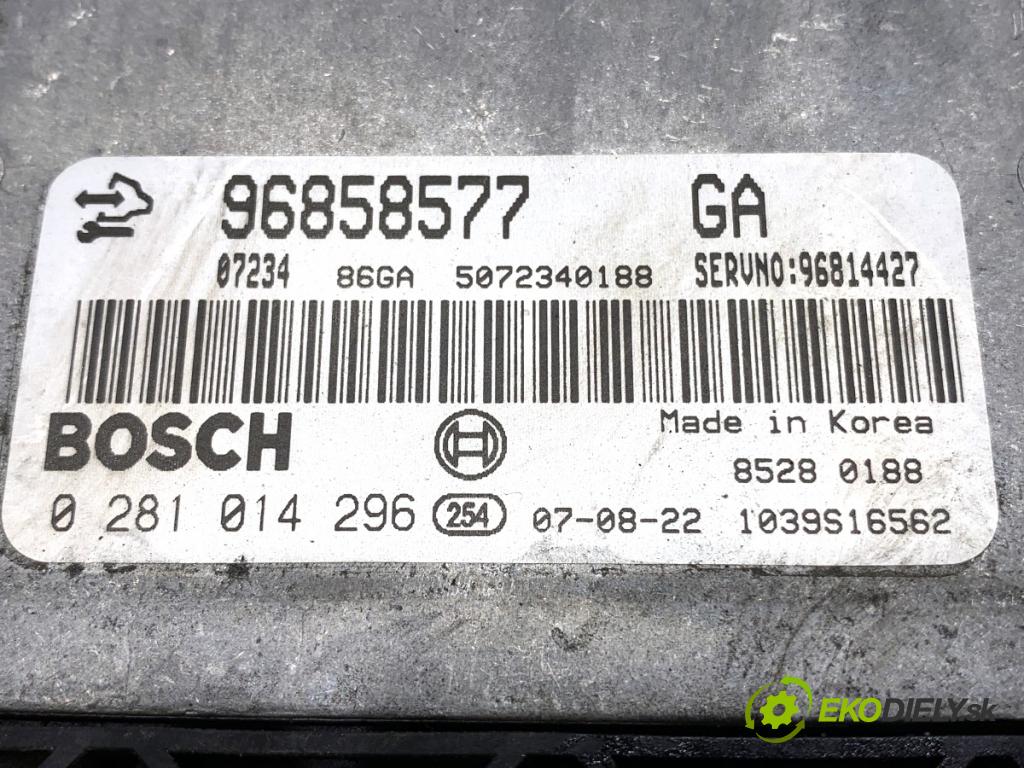 96858577 GA
07234 86GA 5072340188 SERVNO:96814427
BOSCH Made in Korea
8528 0188
0 281 014 296 254 07-08-22 1039S16562
EKODIELY.sk